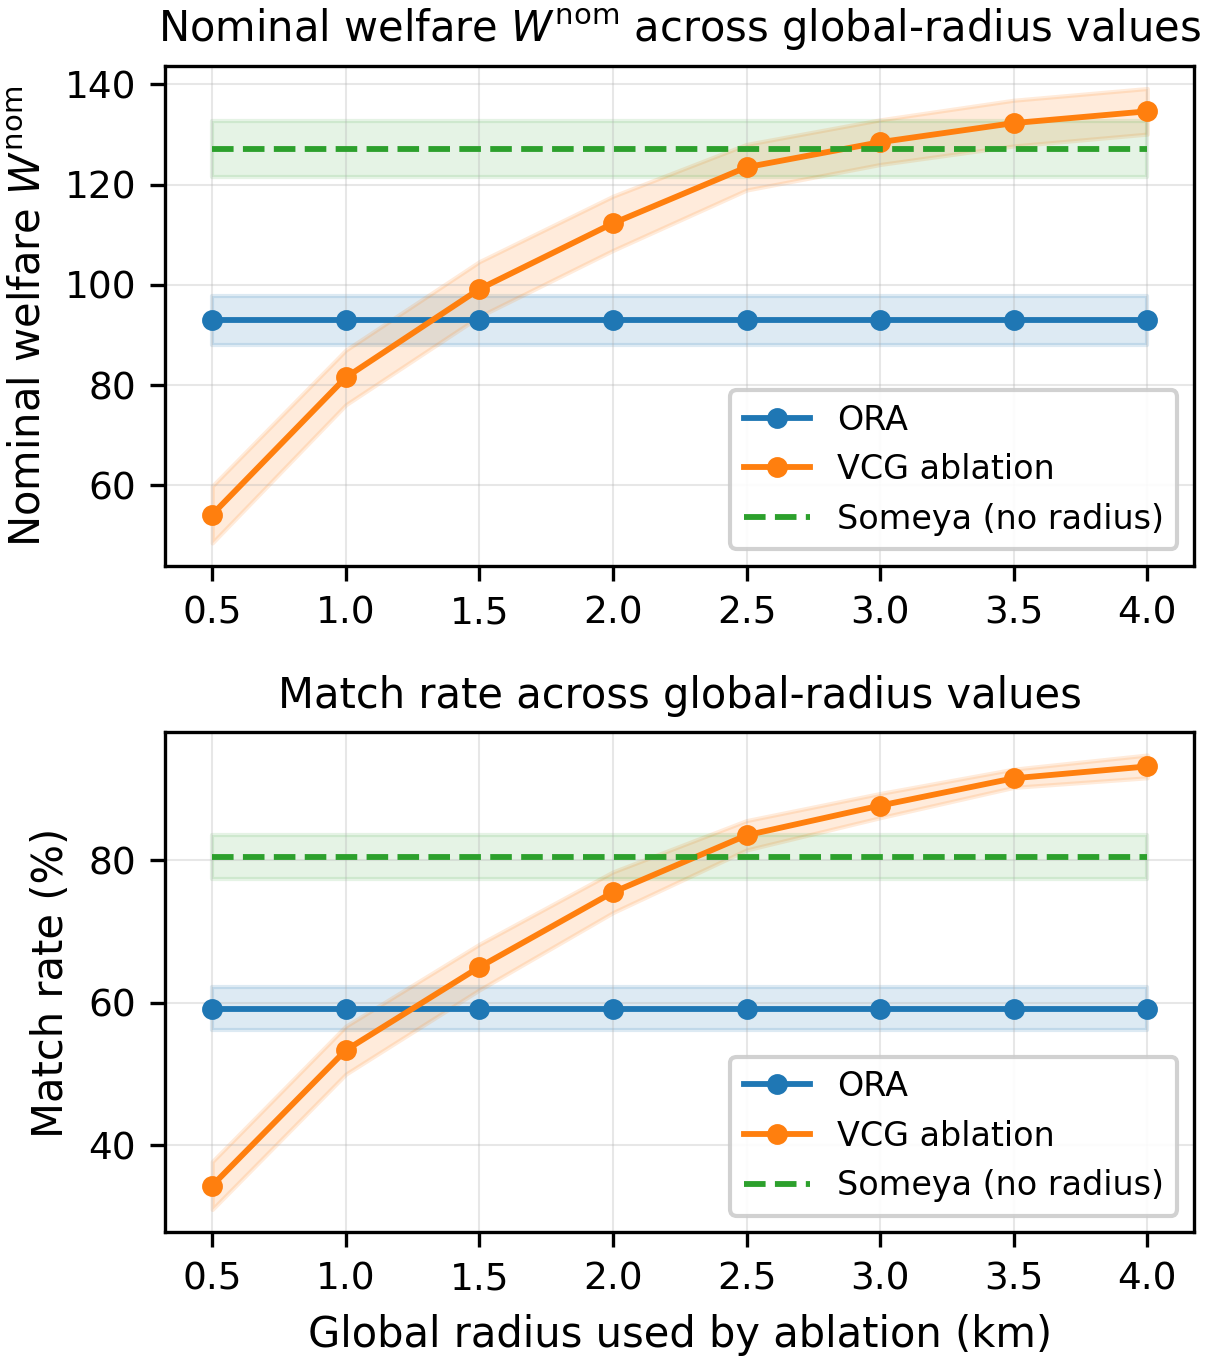 Nominal welfare W^nom across global-radius values
Nominal welfare W^nom
140
120
100
80
60
ORA
VCG ablation
Someya (no radius)
0.5 1.0 1.5 2.0 2.5 3.0 3.5 4.0
Match rate across global-radius values
Match rate (%)
80
60
40
ORA
VCG ablation
Someya (no radius)
0.5 1.0 1.5 2.0 2.5 3.0 3.5 4.0
Global radius used by ablation (km)